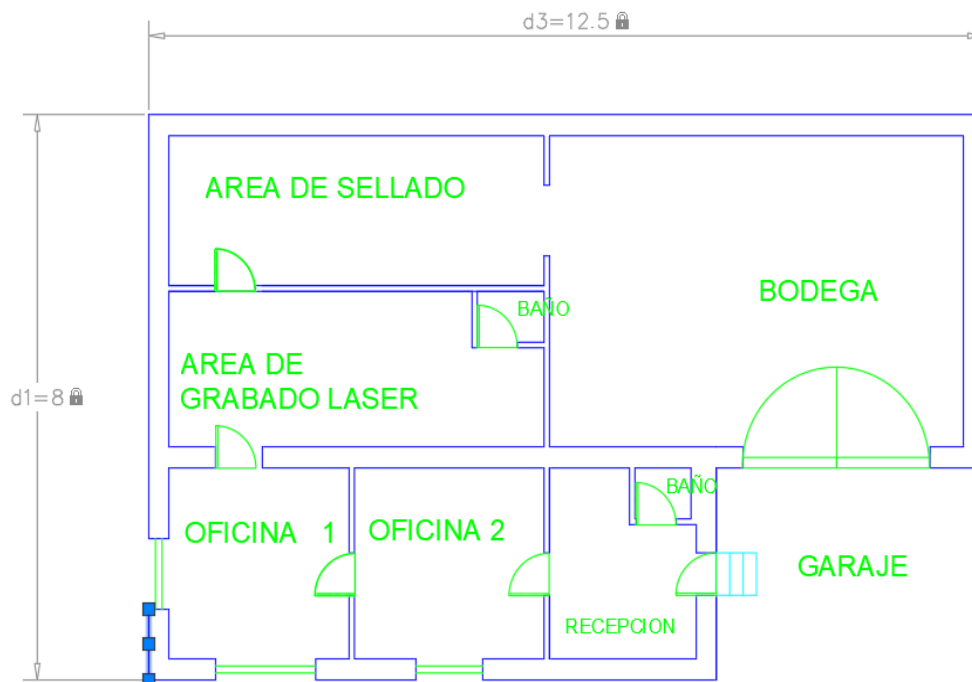 d3=12.5
AREA DE SELLADO
BODEGA
BAÑO
AREA DE
GRABADO LASER
d1=8
BAÑO
OFICINA 1
OFICINA 2
GARAJE
RECEPCION